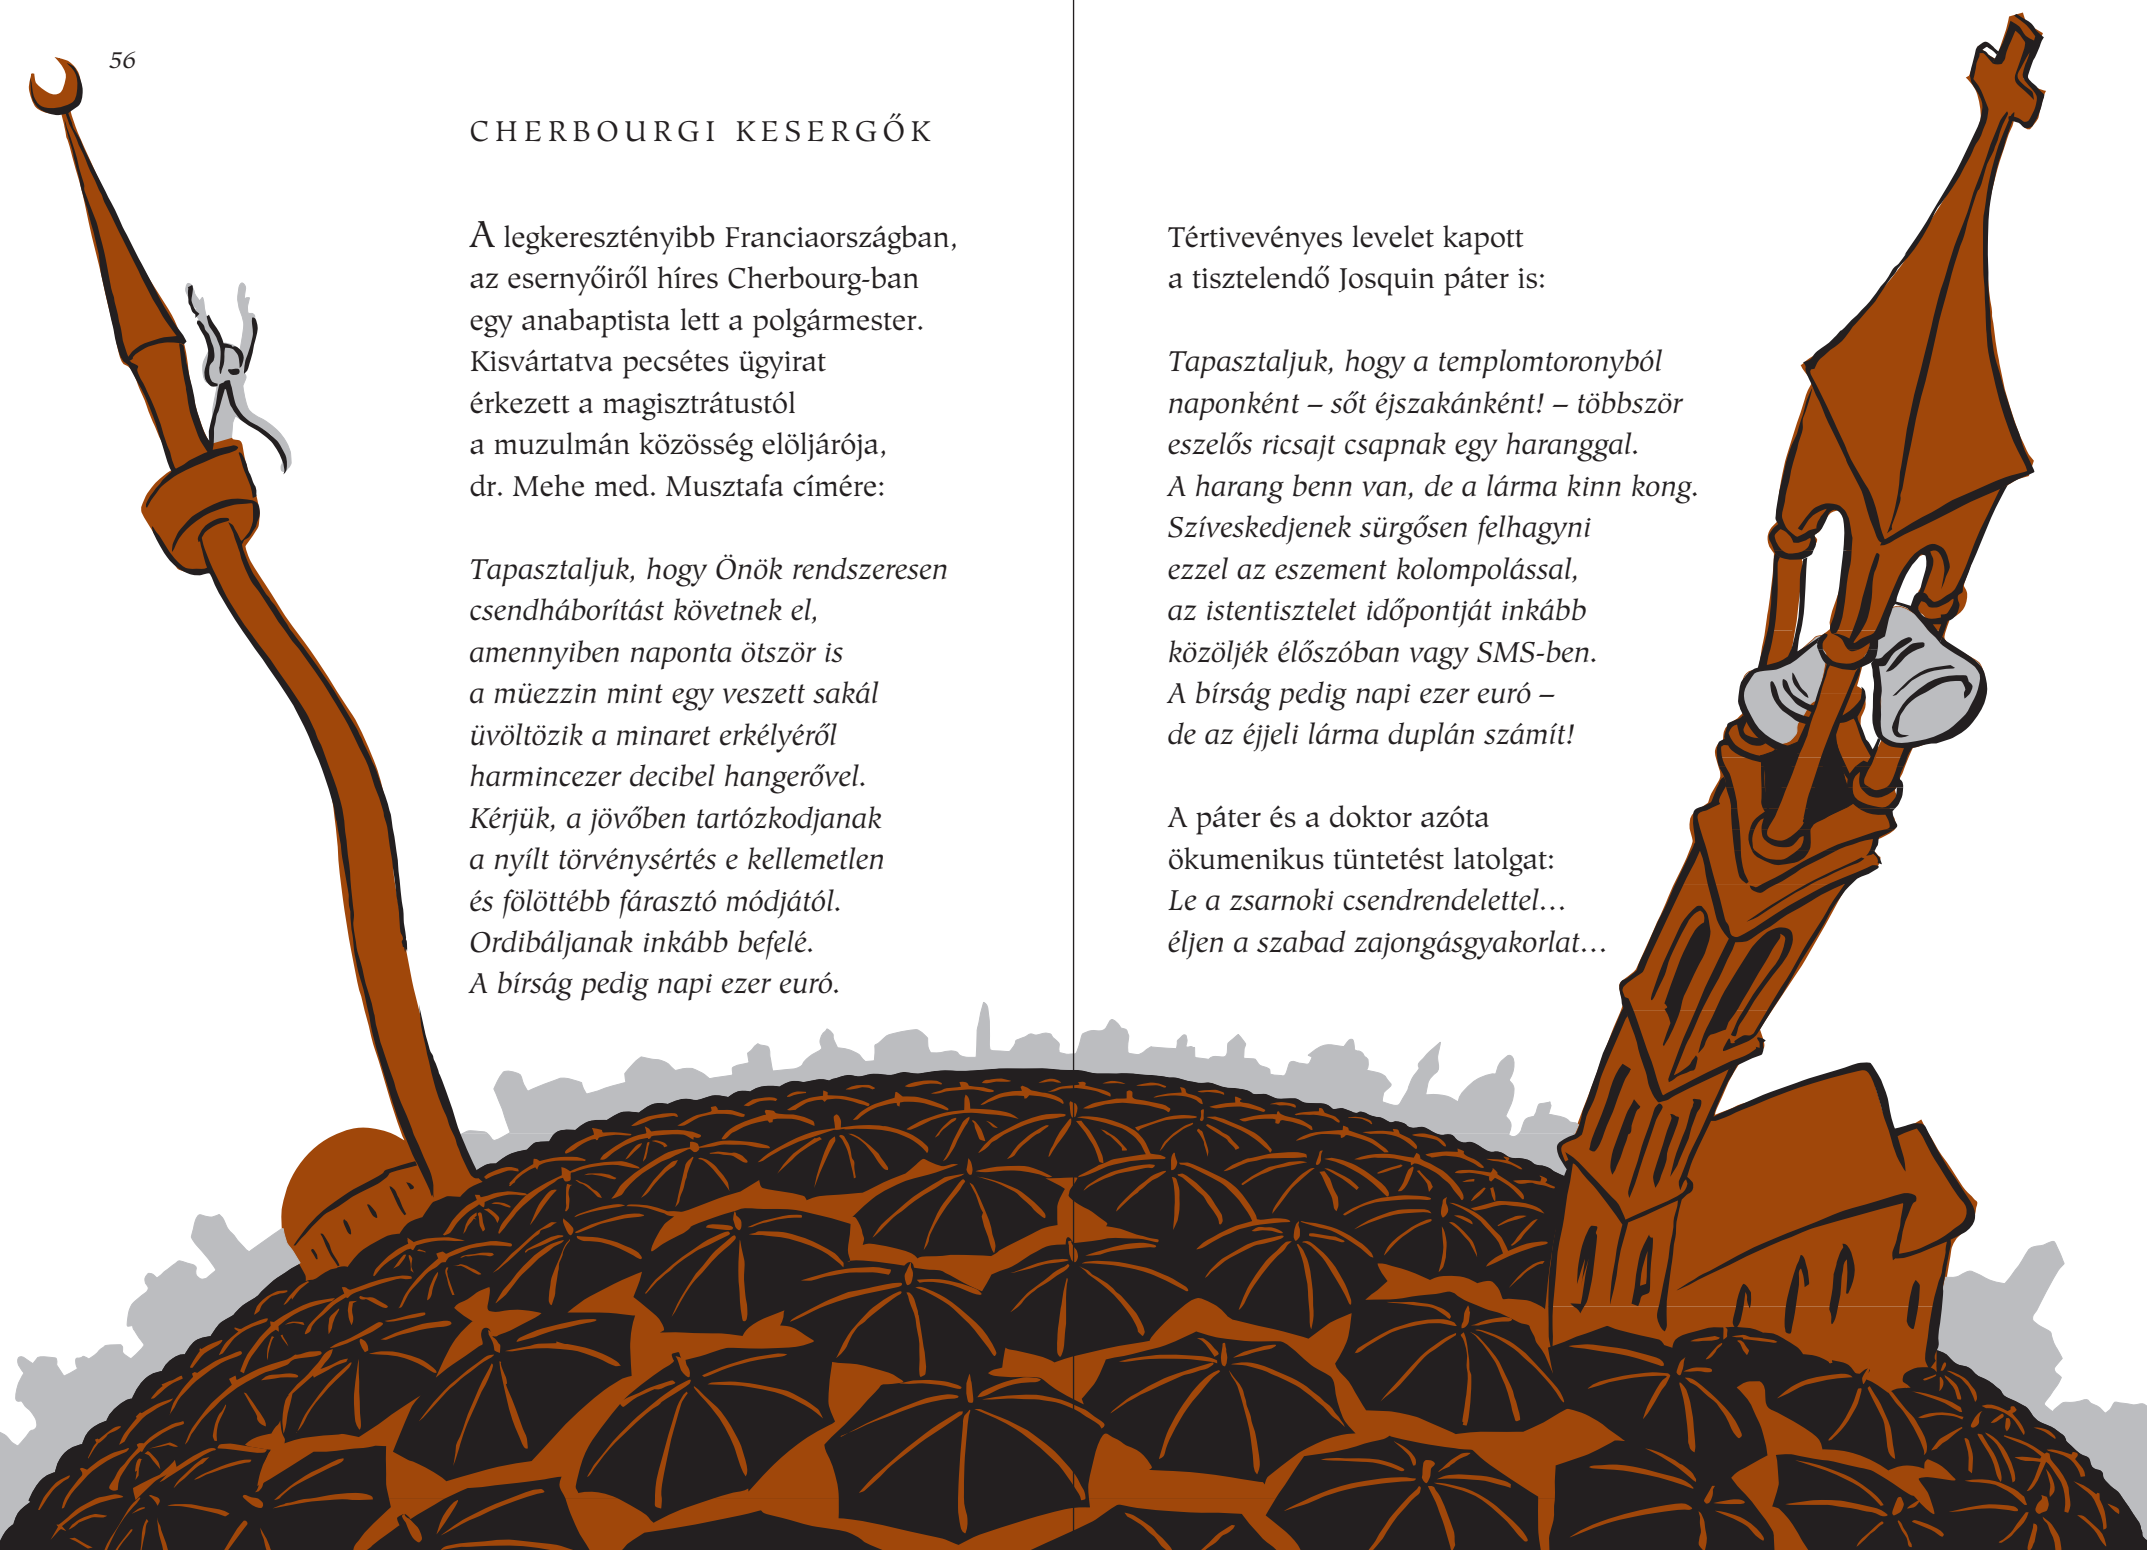 56
CHERBOURGI KESERGŐK
A legkeresztényibb Franciaországban,
az esernyőiről híres Cherbourg-ban
egy anabaptista lett a polgármester.
Kisvártatva pecsétes ügyirat
érkezett a magisztrátustól
a muzulmán közösség elöljárója,
dr. Mehe med. Musztafa címére:
Tapasztaljuk, hogy Önök rendszeresen
csendháborítást követnek el,
amennyiben naponta ötször is
a müezzin mint egy veszett sakál
üvöltözik a minaret erkélyéről
harmincezer decibel hangerővel.
Kérjük, a jövőben tartózkodjanak
a nyílt törvénysértés e kellemetlen
és fölöttébb fárasztó módjától.
Ordibáljanak inkább befelé.
A bírság pedig napi ezer euró.
Tértivevényes levelet kapott
a tisztelendő Josquin páter is:
Tapasztaljuk, hogy a templomtoronyból
naponként – sőt éjszakánként! – többször
eszelős ricsajt csapnak egy haranggal.
A harang benn van, de a lárma kinn kong.
Szíveskedjenek sürgősen felhagyni
ezzel az eszement kolompolással,
az istentisztelet időpontját inkább
közöljék élőszóban vagy SMS-ben.
A bírság pedig napi ezer euró –
de az éjjeli lárma duplán számít!
A páter és a doktor azóta
ökumenikus tüntetést latolgat:
Le a zsarnoki csendrendelettel…
éljen a szabad zajongásgyakorlat…